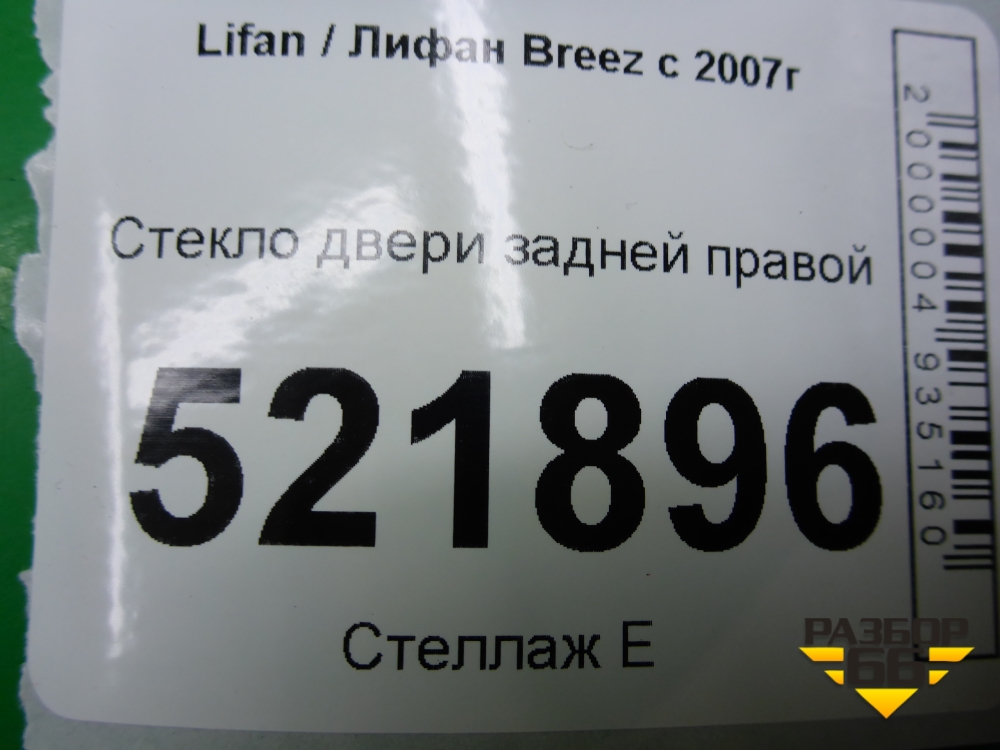 Lifan / Лифан Breez с 2007г
Стекло двери задней правой
521896
Стеллаж Е
2000004935160
РАЗБОР
66